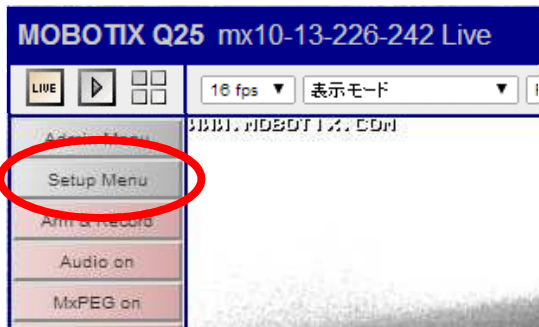 MOBOTIX Q25 mx10-13-226-242 Live
LIVE
16 fps ▼ 表示モード ▼
Admin Menu
WWW.MOBOTIX.COM
Setup Menu
Arm & Record
Audio on
MxPEG on